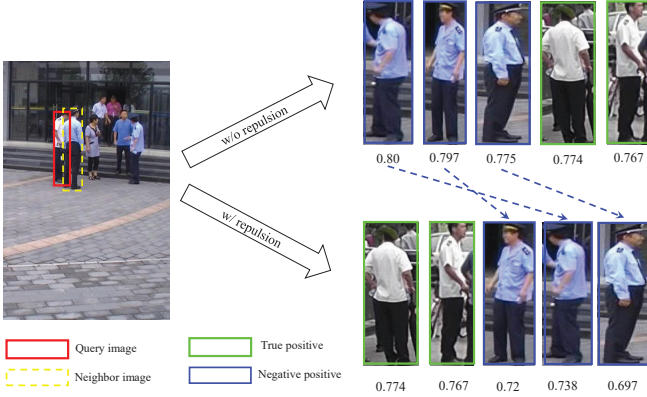 w/o repulsion
0.80 0.797 0.775 0.774 0.767
w/ repulsion
Query image
Neighbor image
True positive
Negative positive
0.774 0.767 0.72 0.738 0.697